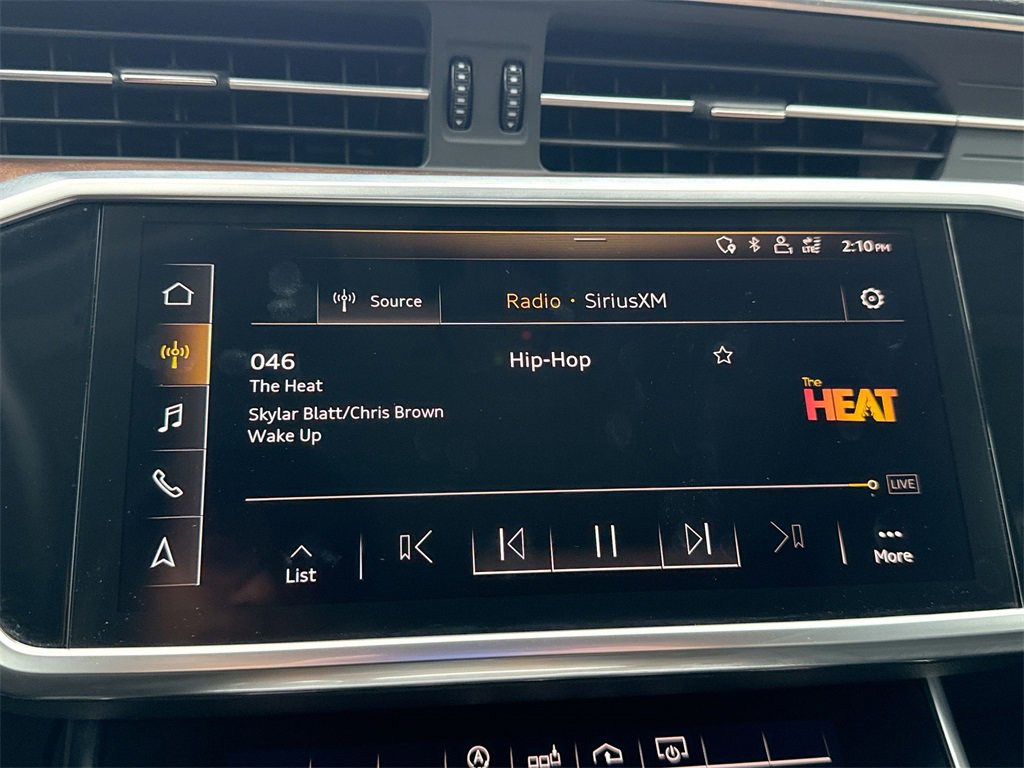 LTE 2:10 PM
Source
Radio · SiriusXM
046
Hip-Hop
The Heat
Skylar Blatt/Chris Brown
Wake Up
The
HEAT
LIVE
List
More
A